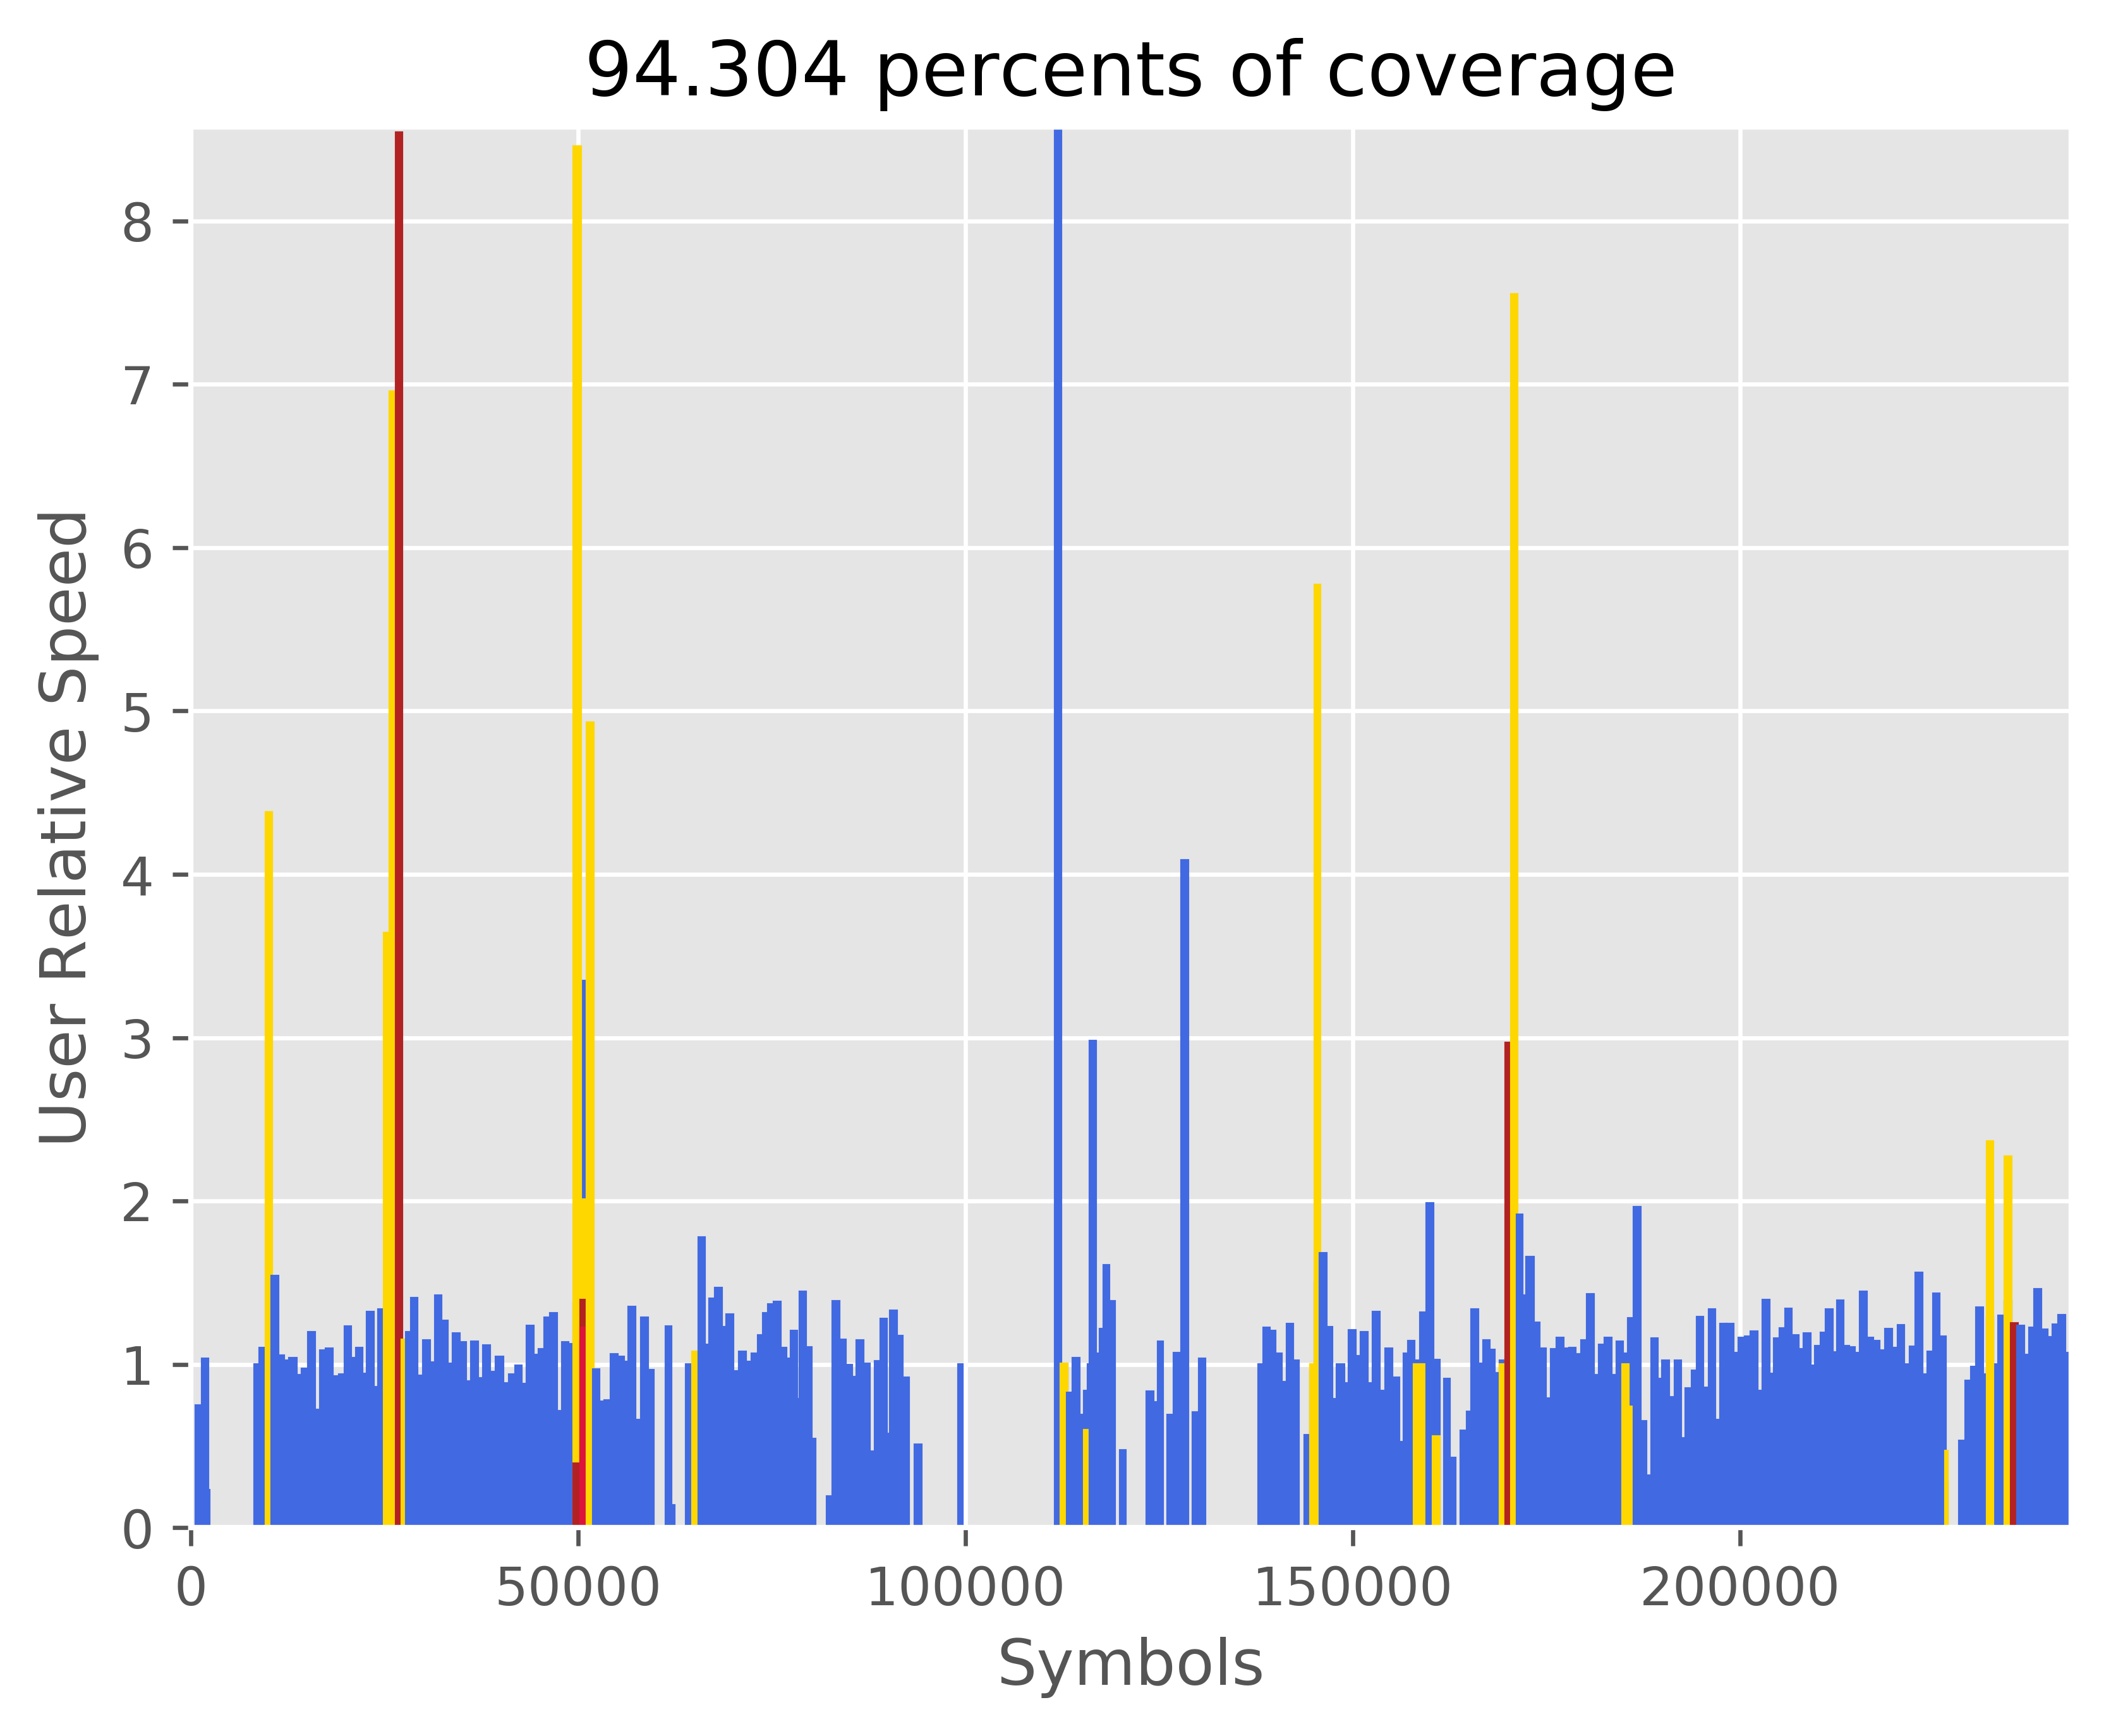 94.304 percents of coverage
8
7
6
5
4
3
2
1
0
User Relative Speed
0 50000 100000 150000 200000
Symbols